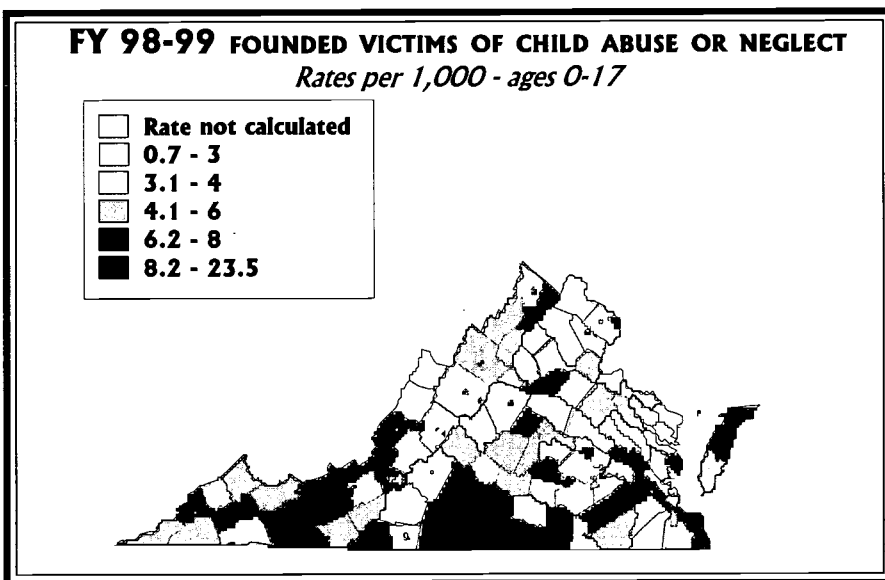 FY 98-99 FOUNDED VICTIMS OF CHILD ABUSE OR NEGLECT
Rates per 1,000 - ages 0-17
Rate not calculated
0.7 - 3
3.1 - 4
4.1 - 6
6.2 - 8
8.2 - 23.5